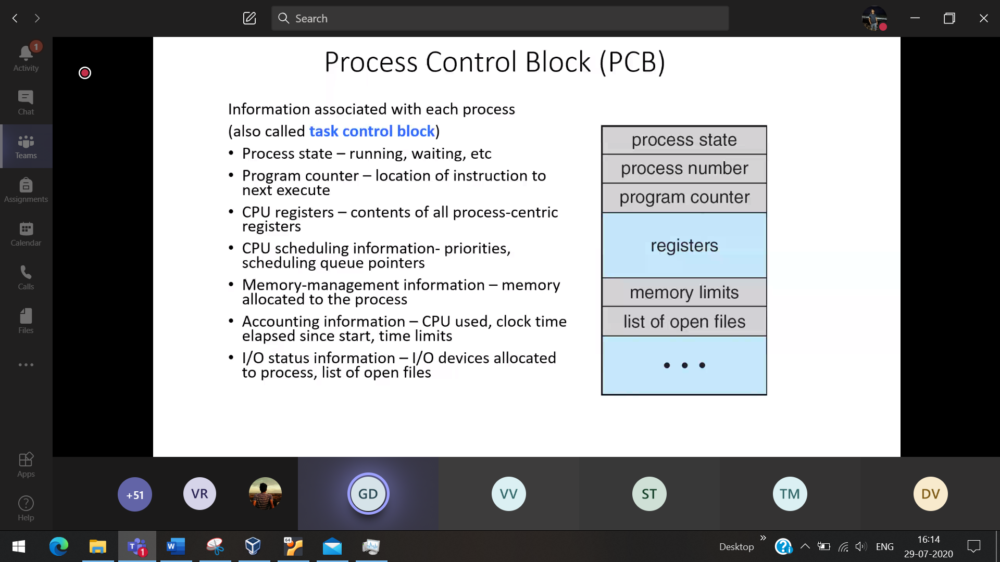 Search
1
Activity
Chat
Teams
Assignments
Calendar
Calls
Files
Apps
Help
Process Control Block (PCB)
Information associated with each process
(also called task control block)
• Process state – running, waiting, etc
• Program counter – location of instruction to
next execute
• CPU registers – contents of all process-centric
registers
• CPU scheduling information- priorities,
scheduling queue pointers
• Memory-management information – memory
allocated to the process
• Accounting information – CPU used, clock time
elapsed since start, time limits
• I/O status information – I/O devices allocated
to process, list of open files
process state
process number
program counter
registers
memory limits
list of open files
• • •
+51
VR
GD
VV
ST
TM
DV
T
1
W
64
Desktop
»
ENG
16:14
29-07-2020